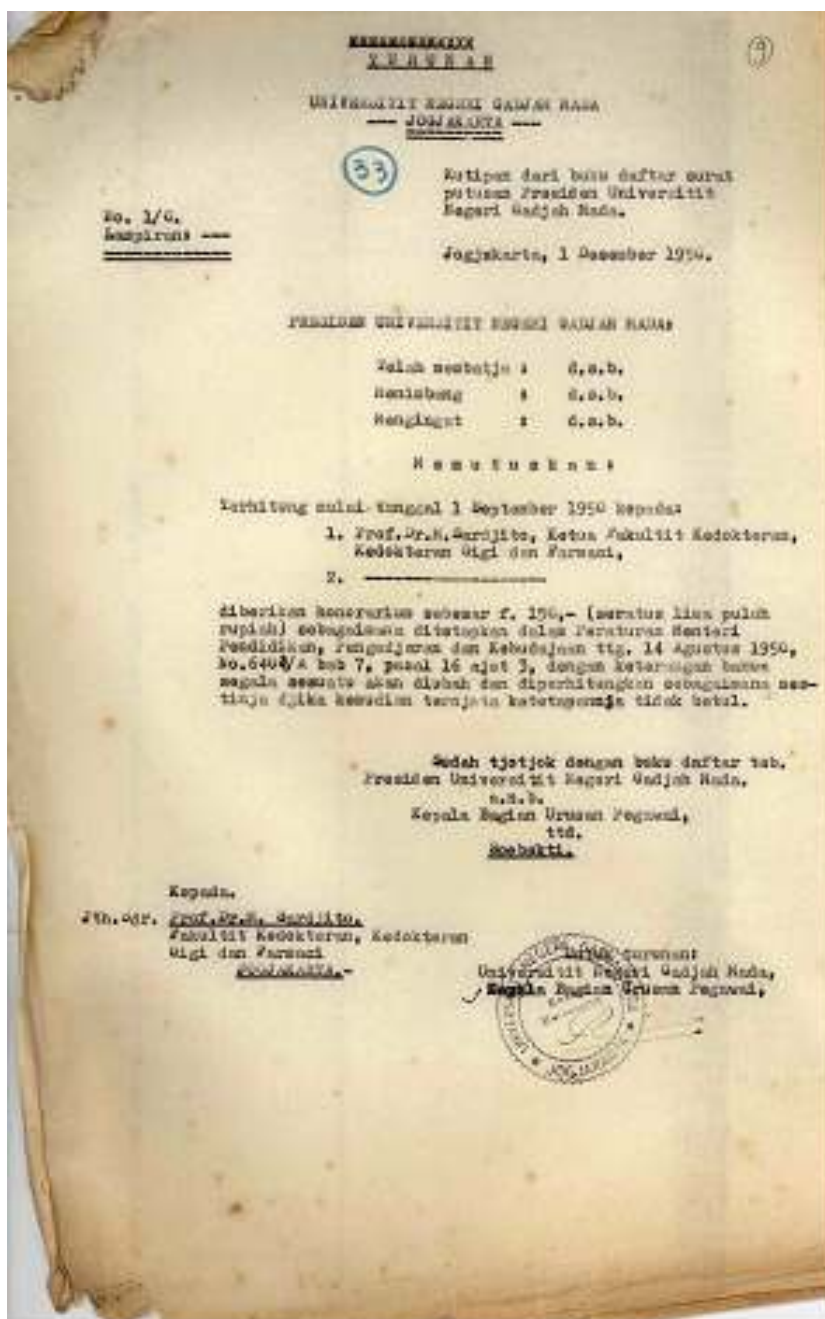 TURUNAN
9
UNIVERSITIT NEGERI GADJAH MADA
--- JOGJAKARTA ---
33
Kutipan dari buku daftar surat
putusan Presiden Universitit
Negeri Gadjah Mada.
No. 1/G.
Lampiran: ---
Jogjakarta, 1 Desember 1950.
PRESIDEN UNIVERSITIT NEGERI GADJAH MADA:
Telah membatja : d.s.b.
Menimbang : d.s.b.
Mengingat : d.s.b.
M e m u t u s k a n :
Terhitung mulai tanggal 1 September 1950 kepada:
1. Prof.Dr.M.Sardjito, Ketua Fakultit Kedokteran,
Kedokteran Gigi dan Farmasi,
2. ---
diberikan honorarium sebesar f. 150,- (seratus lima puluh
rupiah) sebagaimana ditetapkan dalam Peraturan Menteri
Pendidikan, Pengadjaran dan Kebudajaan ttg. 14 Agustus 1950,
No.6404/A bab 7, pasal 16 ajat 3, dengan keterangan bahwa
segala sesuatu akan diubah dan diperhitungkan sebagaimana mes-
tinja djika kemudian ternjata ketetapannja tidak betul.
Sudah tjotjok dengan buku daftar tsb.
Presiden Universitit Negeri Gadjah Mada,
Kepala Bagian Urusan Pegawai,
ttd.
Soebakti.
Kepada.
Jth.Sdr. Prof.Dr.M. Sardjito.
Fakultit Kedokteran, Kedokteran
Gigi dan Farmasi
JOGJAKARTA.-
Untuk turunan:
Universitit Negeri Gadjah Mada,
Kepala Bagian Urusan Pegawai,
JOGJAKARTA